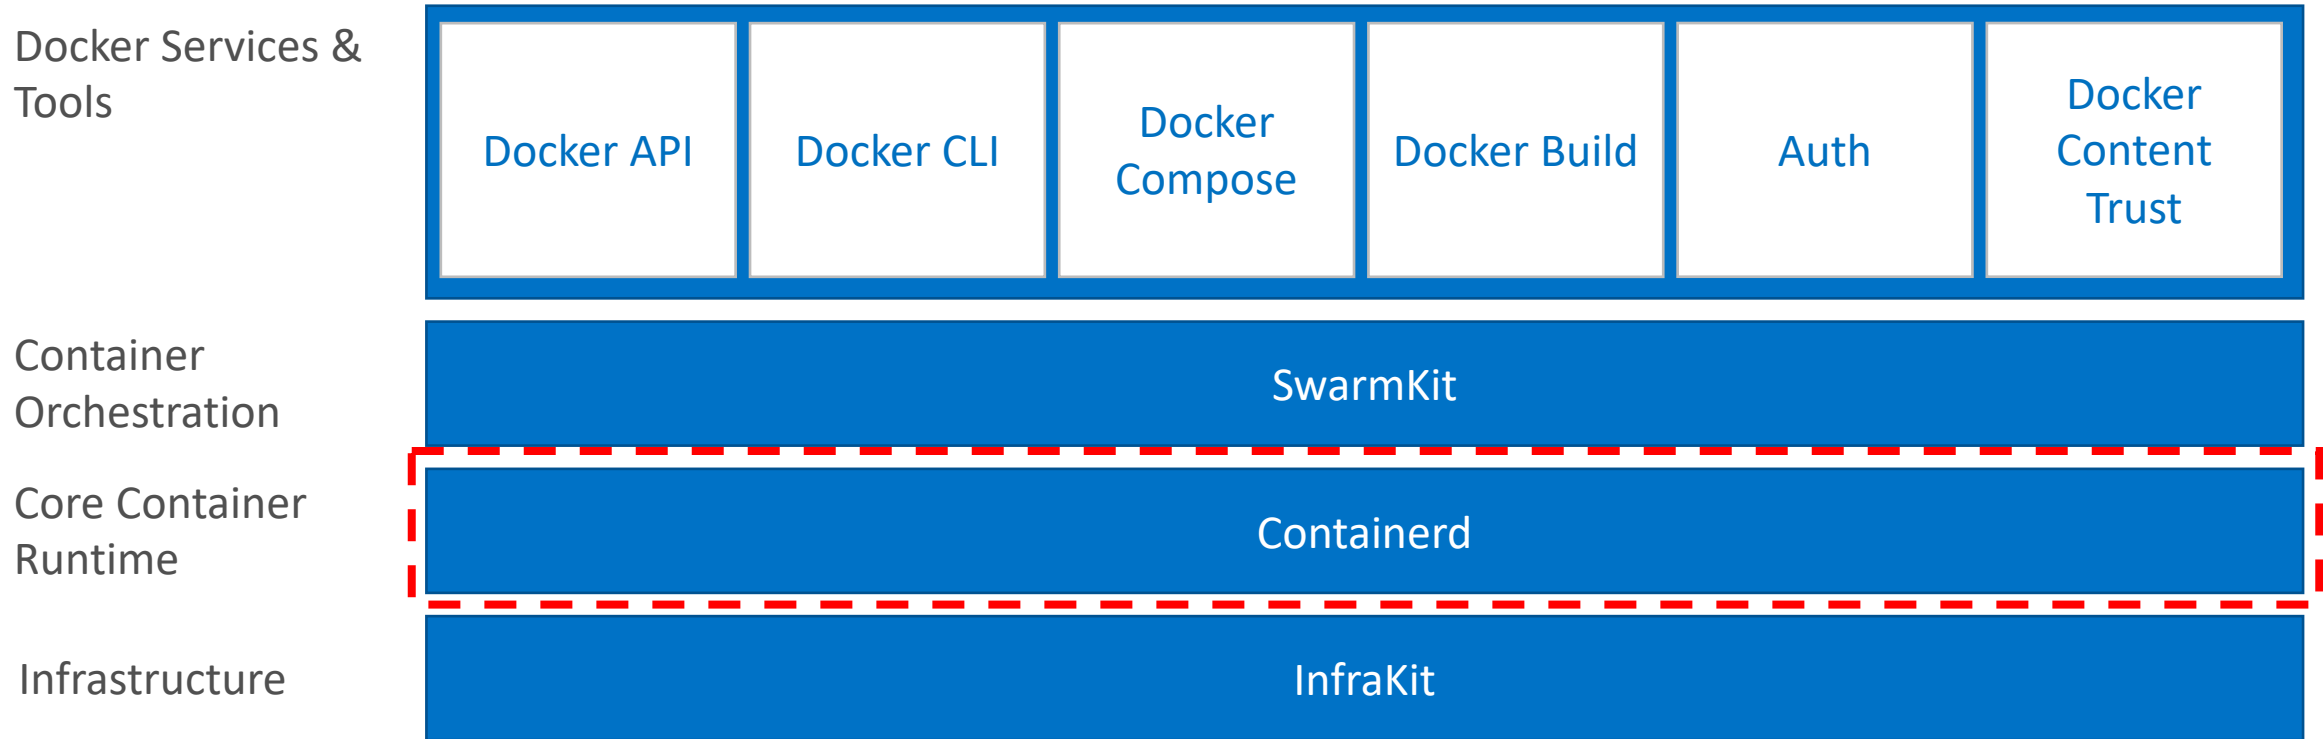 Docker Services &
Tools
Docker API
Docker CLI
Docker
Compose
Docker Build
Auth
Docker
Content
Trust
Container
Orchestration
SwarmKit
Core Container
Runtime
Containerd
Infrastructure
InfraKit